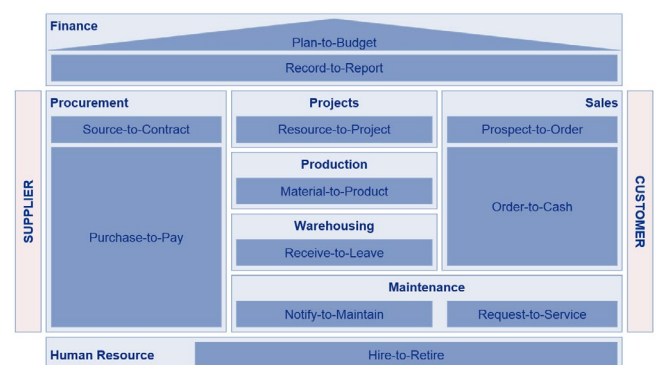 Finance
Plan-to-Budget
Record-to-Report
SUPPLIER
Procurement
Source-to-Contract
Purchase-to-Pay
Projects
Resource-to-Project
Production
Material-to-Product
Warehousing
Receive-to-Leave
Sales
Prospect-to-Order
Order-to-Cash
Maintenance
Notify-to-Maintain
Request-to-Service
CUSTOMER
Human Resource
Hire-to-Retire